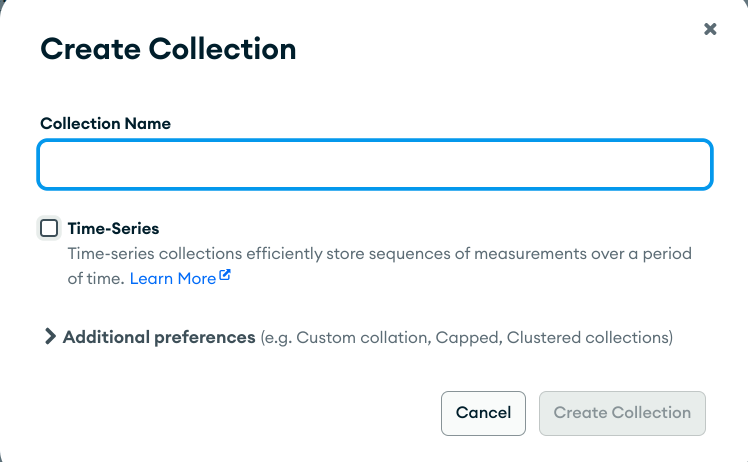 Create Collection
Collection Name
Time-Series
Time-series collections efficiently store sequences of measurements over a period
of time. Learn More
Additional preferences (e.g. Custom collation, Capped, Clustered collections)
Cancel
Create Collection